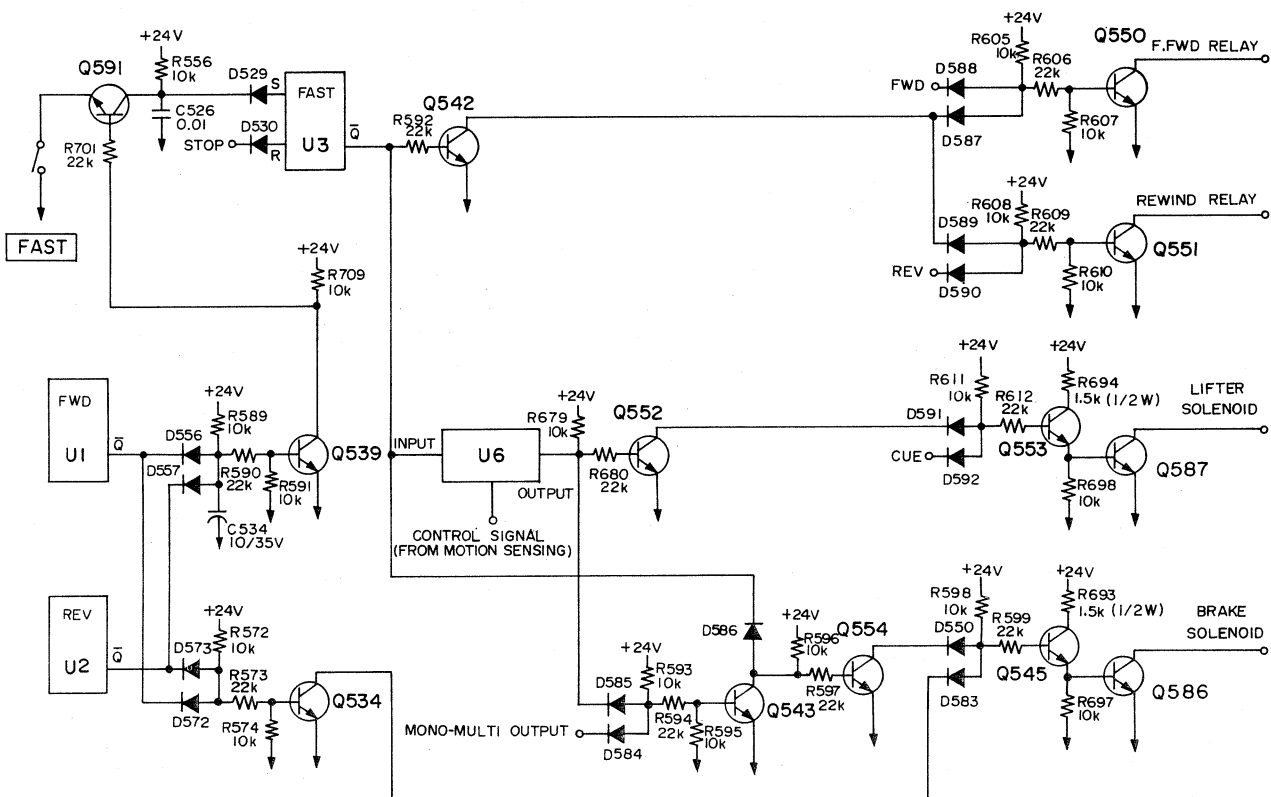 +24V
Q591
R556
10k
D529
S
FAST
C526
0.01
R701
22k
D530
STOP
R
U3
Q̄
R592
22k
Q542
FAST
+24V
R605
10k
R606
22k
Q550
F.FWD RELAY
D588
FWD
D587
R607
10k
+24V
R608
10k
R609
22k
REWIND RELAY
D589
REV
D590
R610
10k
Q551
+24V
R709
10k
FWD
U1
Q̄
+24V
R589
10k
D556
D557
R590
22k
R591
10k
Q539
C534
10/35V
INPUT
U6
OUTPUT
CONTROL SIGNAL
(FROM MOTION SENSING)
+24V
R679
10k
Q552
R680
22k
+24V
R611
10k
R612
22k
+24V
R694
1.5k (1/2W)
LIFTER
SOLENOID
D591
CUE
D592
Q553
R698
10k
Q587
REV
U2
Q̄
+24V
R572
10k
D573
R573
22k
D572
R574
10k
Q534
D586
+24V
R593
10k
D585
R594
22k
MONO-MULTI OUTPUT
D584
R595
10k
Q543
+24V
R596
10k
R597
22k
Q554
+24V
R598
10k
D550
R599
22k
+24V
R693
1.5k (1/2W)
BRAKE
SOLENOID
D583
Q545
R697
10k
Q586